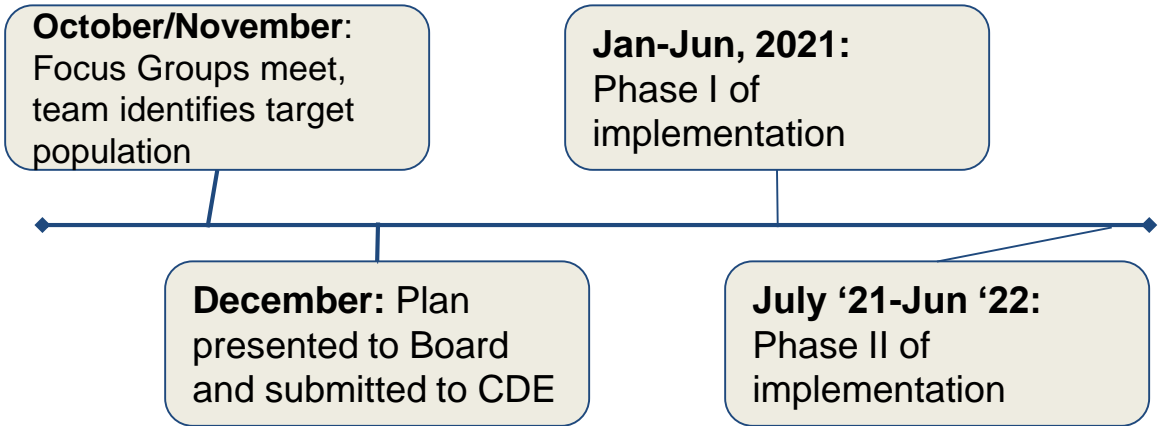 October/November:
Focus Groups meet,
team identifies target
population
December: Plan
presented to Board
and submitted to CDE
Jan-Jun, 2021:
Phase I of
implementation
July ‘21-Jun ‘22:
Phase II of
implementation